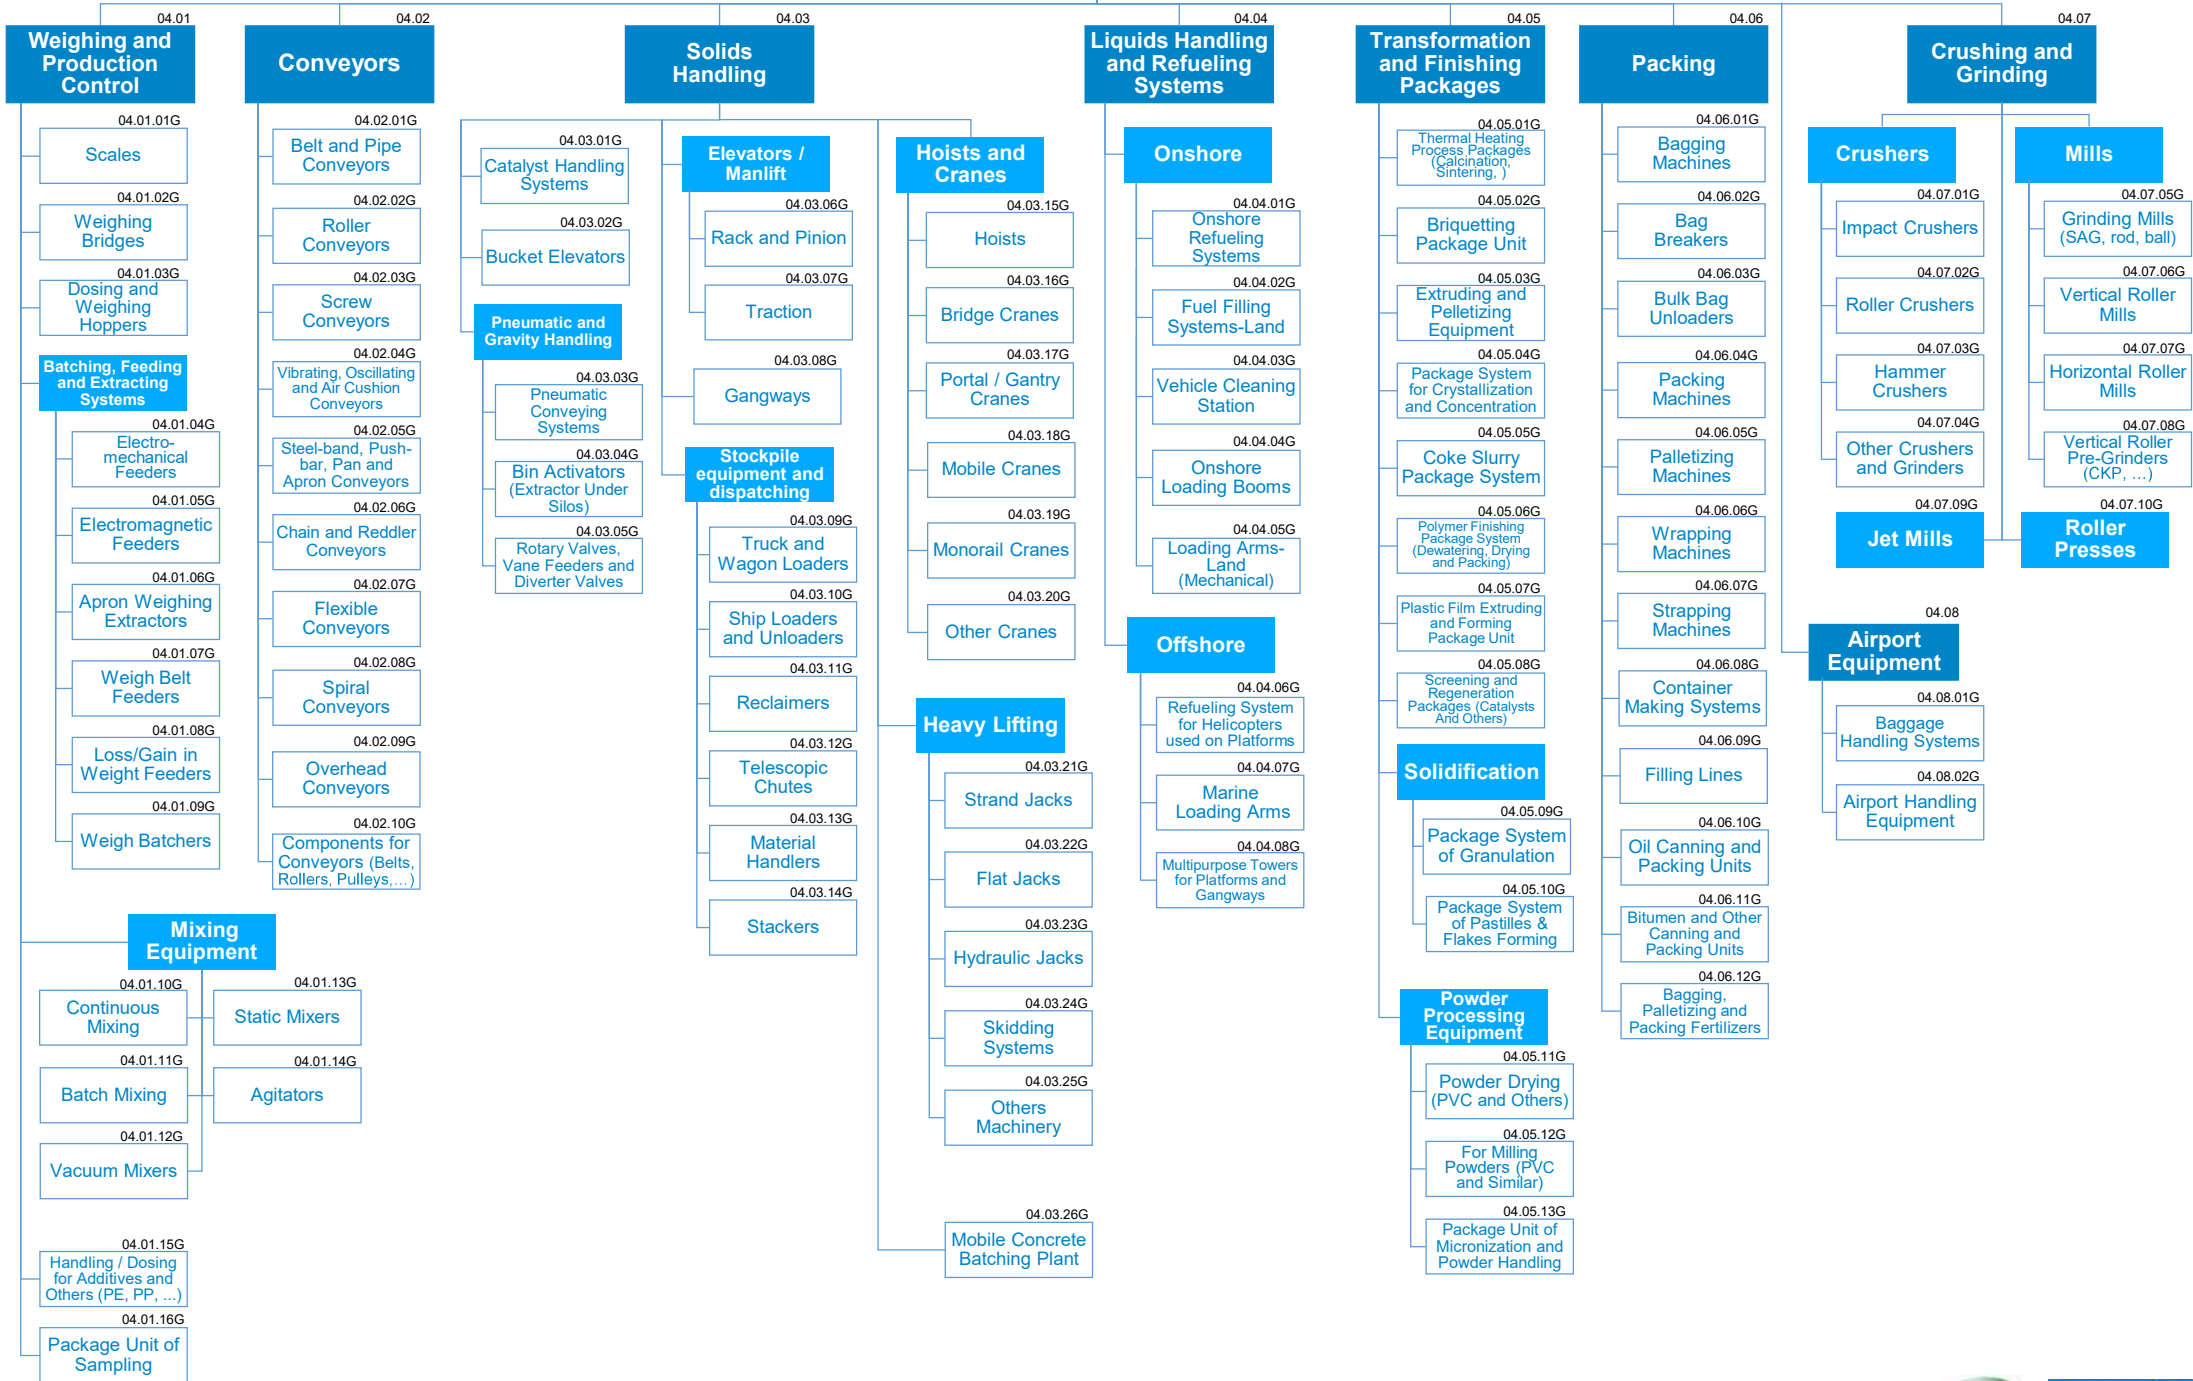 04.01
Weighing and
Production
Control
04.01.01G
Scales
04.01.02G
Weighing
Bridges
04.01.03G
Dosing and
Weighing
Hoppers
Batching, Feeding
and Extracting
Systems
04.01.04G
Electro-
mechanical
Feeders
04.01.05G
Electromagnetic
Feeders
04.01.06G
Apron Weighing
Extractors
04.01.07G
Weigh Belt
Feeders
04.01.08G
Loss/Gain in
Weight Feeders
04.01.09G
Weigh Batchers
Mixing
Equipment
04.01.10G
Continuous
Mixing
04.01.11G
Batch Mixing
04.01.12G
Vacuum Mixers
04.01.13G
Static Mixers
04.01.14G
Agitators
04.01.15G
Handling / Dosing
for Additives and
Others (PE, PP, ...)
04.01.16G
Package Unit of
Sampling
04.02
Conveyors
04.02.01G
Belt and Pipe
Conveyors
04.02.02G
Roller
Conveyors
04.02.03G
Screw
Conveyors
04.02.04G
Vibrating, Oscillating
and Air Cushion
Conveyors
04.02.05G
Steel-band, Push-
bar, Pan and
Apron Conveyors
04.02.06G
Chain and Reddler
Conveyors
04.02.07G
Flexible
Conveyors
04.02.08G
Spiral
Conveyors
04.02.09G
Overhead
Conveyors
04.02.10G
Components for
Conveyors (Belts,
Rollers, Pulleys,...)
04.03
Solids
Handling
04.03.01G
Catalyst Handling
Systems
04.03.02G
Bucket Elevators
Pneumatic and
Gravity Handling
04.03.03G
Pneumatic
Conveying
Systems
04.03.04G
Bin Activators
(Extractor Under
Silos)
04.03.05G
Rotary Valves,
Vane Feeders and
Diverter Valves
Elevators /
Manlift
04.03.06G
Rack and Pinion
04.03.07G
Traction
04.03.08G
Gangways
Stockpile
equipment and
dispatching
04.03.09G
Truck and
Wagon Loaders
04.03.10G
Ship Loaders
and Unloaders
04.03.11G
Reclaimers
04.03.12G
Telescopic
Chutes
04.03.13G
Material
Handlers
04.03.14G
Stackers
Hoists and
Cranes
04.03.15G
Hoists
04.03.16G
Bridge Cranes
04.03.17G
Portal / Gantry
Cranes
04.03.18G
Mobile Cranes
04.03.19G
Monorail Cranes
04.03.20G
Other Cranes
Heavy Lifting
04.03.21G
Strand Jacks
04.03.22G
Flat Jacks
04.03.23G
Hydraulic Jacks
04.03.24G
Skidding
Systems
04.03.25G
Others
Machinery
04.03.26G
Mobile Concrete
Batching Plant
04.04
Liquids Handling
and Refueling
Systems
Onshore
04.04.01G
Onshore
Refueling
Systems
04.04.02G
Fuel Filling
Systems-Land
04.04.03G
Vehicle Cleaning
Station
04.04.04G
Onshore
Loading Booms
04.04.05G
Loading Arms-
Land
(Mechanical)
Offshore
04.04.06G
Refueling System
for Helicopters
used on Platforms
04.04.07G
Marine
Loading Arms
04.04.08G
Multipurpose Towers
for Platforms and
Gangways
04.05
Transformation
and Finishing
Packages
04.05.01G
Thermal Heating
Process Packages
(Calcination,
Sintering, )
04.05.02G
Briquetting
Package Unit
04.05.03G
Extruding and
Pelletizing
Equipment
04.05.04G
Package System
for Crystallization
and Concentration
04.05.05G
Coke Slurry
Package System
04.05.06G
Polymer Finishing
Package System
(Dewatering, Drying
and Packing)
04.05.07G
Plastic Film Extruding
and Forming
Package Unit
04.05.08G
Screening and
Regeneration
Packages (Catalysts
And Others)
Solidification
04.05.09G
Package System
of Granulation
04.05.10G
Package System
of Pastilles &
Flakes Forming
Powder
Processing
Equipment
04.05.11G
Powder Drying
(PVC and Others)
04.05.12G
For Milling
Powders (PVC
and Similar)
04.05.13G
Package Unit of
Micronization and
Powder Handling
04.06
Packing
04.06.01G
Bagging
Machines
04.06.02G
Bag
Breakers
04.06.03G
Bulk Bag
Unloaders
04.06.04G
Packing
Machines
04.06.05G
Palletizing
Machines
04.06.06G
Wrapping
Machines
04.06.07G
Strapping
Machines
04.06.08G
Container
Making Systems
04.06.09G
Filling Lines
04.06.10G
Oil Canning and
Packing Units
04.06.11G
Bitumen and Other
Canning and
Packing Units
04.06.12G
Bagging,
Palletizing and
Packing Fertilizers
04.07
Crushing and
Grinding
Crushers
04.07.01G
Impact Crushers
04.07.02G
Roller Crushers
04.07.03G
Hammer
Crushers
04.07.04G
Other Crushers
and Grinders
Mills
04.07.05G
Grinding Mills
(SAG, rod, ball)
04.07.06G
Vertical Roller
Mills
04.07.07G
Horizontal Roller
Mills
04.07.08G
Vertical Roller
Pre-Grinders
(CKP, ...)
04.07.09G
Jet Mills
04.07.10G
Roller
Presses
04.08
Airport
Equipment
04.08.01G
Baggage
Handling Systems
04.08.02G
Airport Handling
Equipment